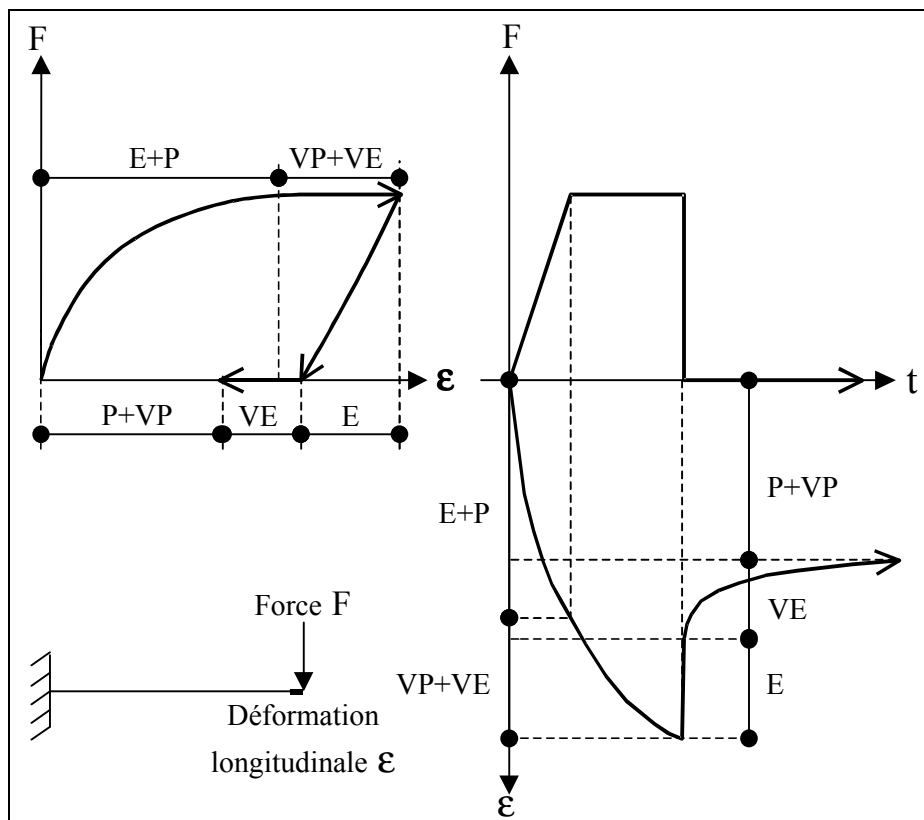 F
E+P
VP+VE
ε
P+VP
VE
E
Force F
Déformation
longitudinale ε
F
t
E+P
P+VP
VE
VP+VE
E
ε